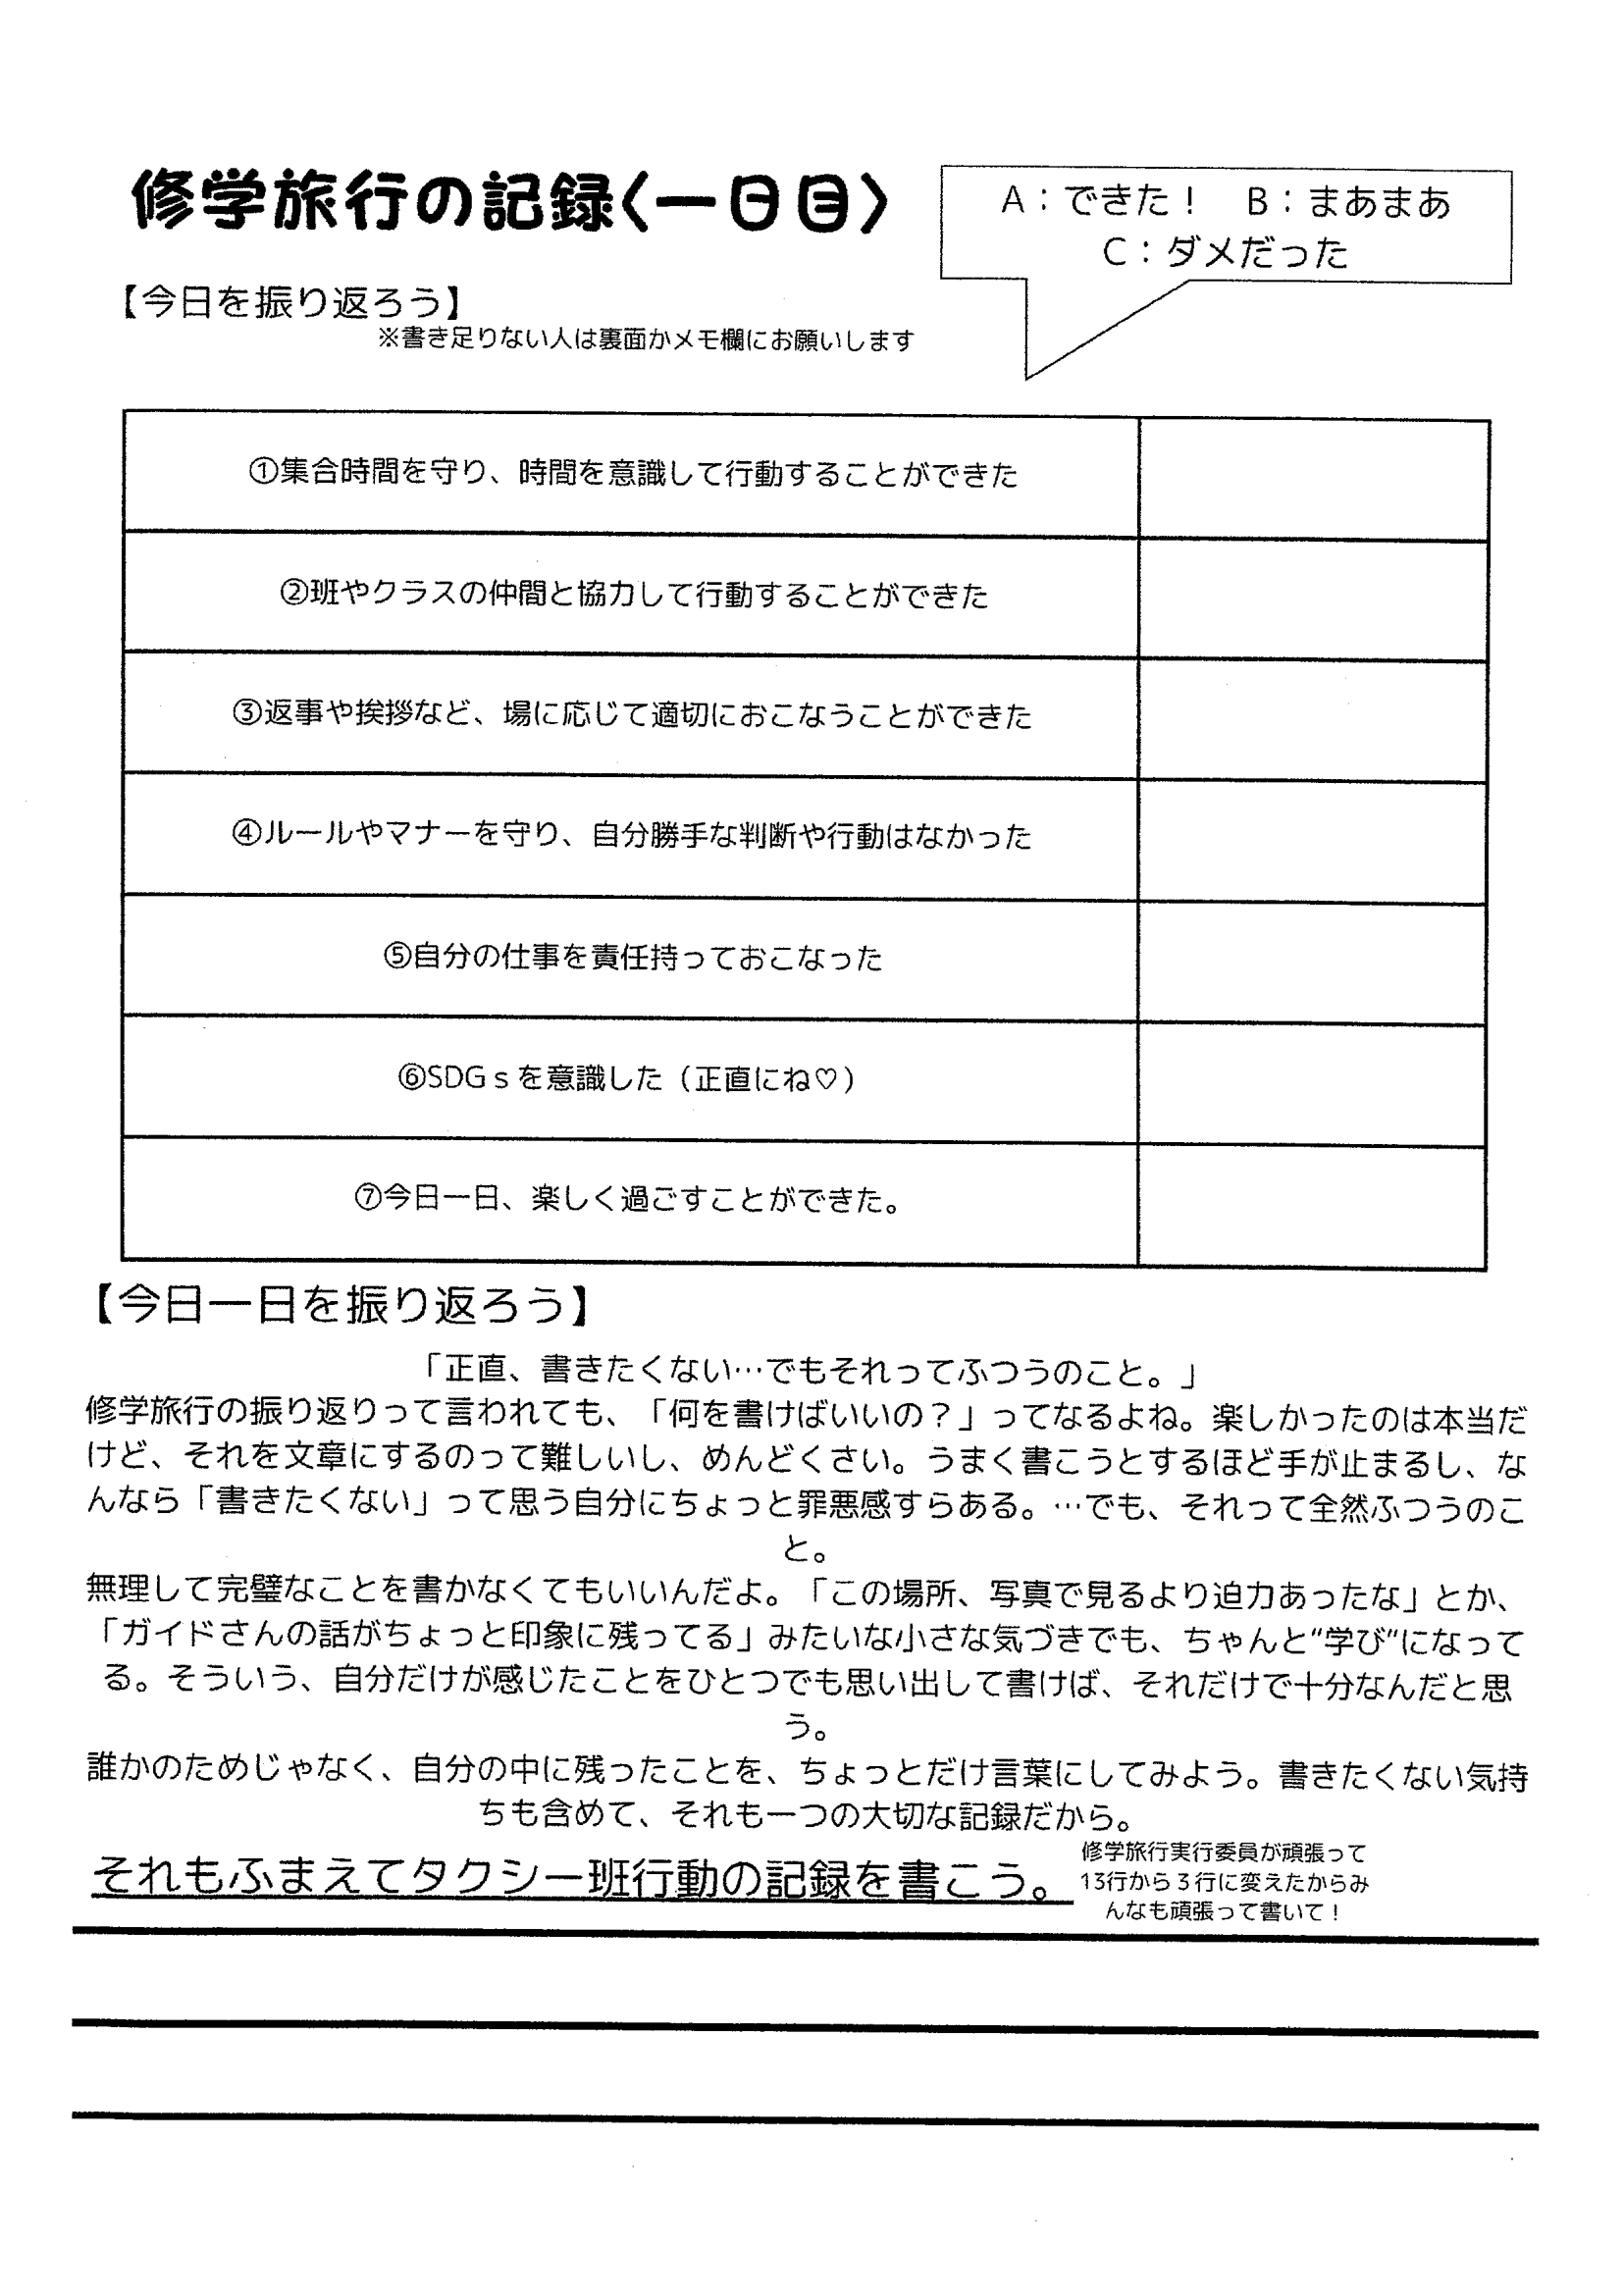 修学旅行の記録〈一日目〉
A：できた！　B：まあまあ
C：ダメだった
【今日を振り返ろう】
※書き足りない人は裏面かメモ欄にお願いします
①集合時間を守り、時間を意識して行動することができた
②班やクラスの仲間と協力して行動することができた
③返事や挨拶など、場に応じて適切におこなうことができた
④ルールやマナーを守り、自分勝手な判断や行動はなかった
⑤自分の仕事を責任持っておこなった
⑥SDGｓを意識した（正直にね♡）
⑦今日一日、楽しく過ごすことができた。
【今日一日を振り返ろう】
「正直、書きたくない…でもそれってふつうのこと。」
修学旅行の振り返りって言われても、「何を書けばいいの？」ってなるよね。楽しかったのは本当だ
けど、それを文章にするのって難しいし、めんどくさい。うまく書こうとするほど手が止まるし、な
んなら「書きたくない」って思う自分にちょっと罪悪感すらある。…でも、それって全然ふつうのこ
と。
無理して完璧なことを書かなくてもいいんだよ。「この場所、写真で見るより迫力あったな」とか、
「ガイドさんの話がちょっと印象に残ってる」みたいな小さな気づきでも、ちゃんと"学び"になって
る。そういう、自分だけが感じたことをひとつでも思い出して書けば、それだけで十分なんだと思
う。
誰かのためじゃなく、自分の中に残ったことを、ちょっとだけ言葉にしてみよう。書きたくない気持
ちも含めて、それも一つの大切な記録だから。
それもふまえてタクシー班行動の記録を書こう。
修学旅行実行委員が頑張って
13行から３行に変えたからみ
んなも頑張って書いて！